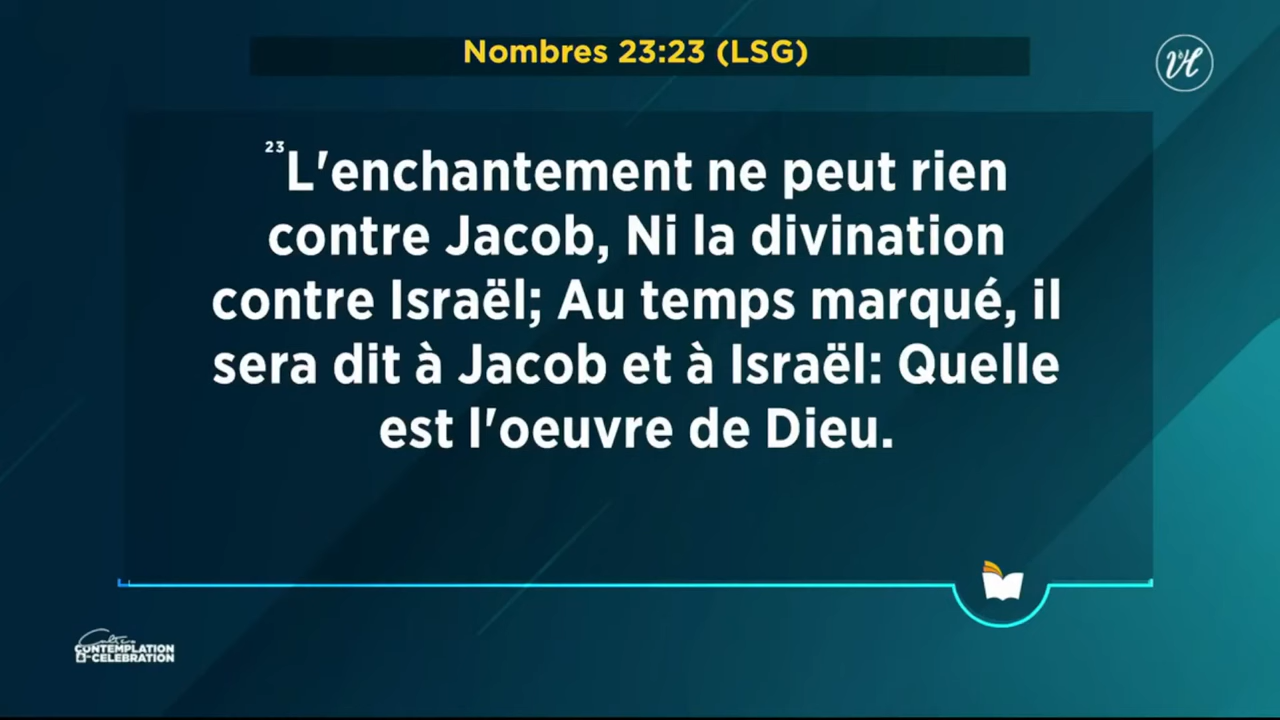 Nombres 23:23 (LSG)
23L'enchantement ne peut rien
contre Jacob, Ni la divination
contre Israël; Au temps marqué, il
sera dit à Jacob et à Israël: Quelle
est l'oeuvre de Dieu.
CONTEMPLATION
CELEBRATION